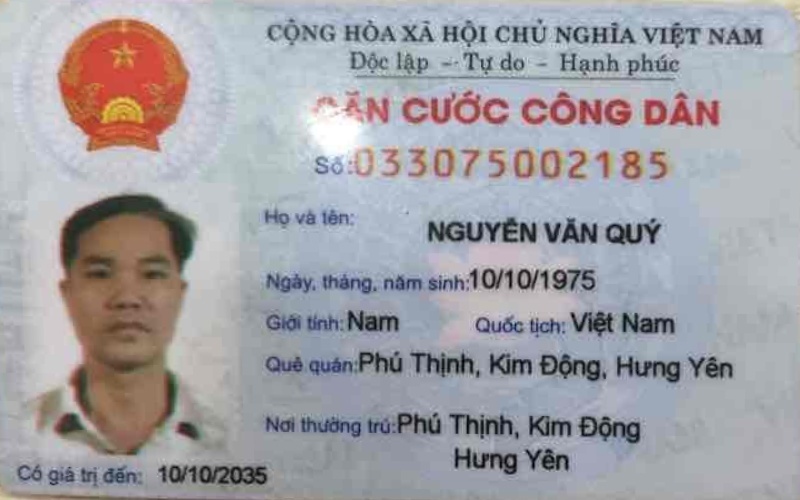 CỘNG HÒA XÃ HỘI CHỦ NGHĨA VIỆT NAM
Độc lập - Tự do - Hạnh phúc
CĂN CƯỚC CÔNG DÂN
Số: 033075002185
Họ và tên: NGUYỄN VĂN QUÝ
Ngày, tháng, năm sinh: 10/10/1975
Giới tính: Nam Quốc tịch: Việt Nam
Quê quán: Phú Thịnh, Kim Động, Hưng Yên
Nơi thường trú: Phú Thịnh, Kim Động
Hưng Yên
Có giá trị đến: 10/10/2035